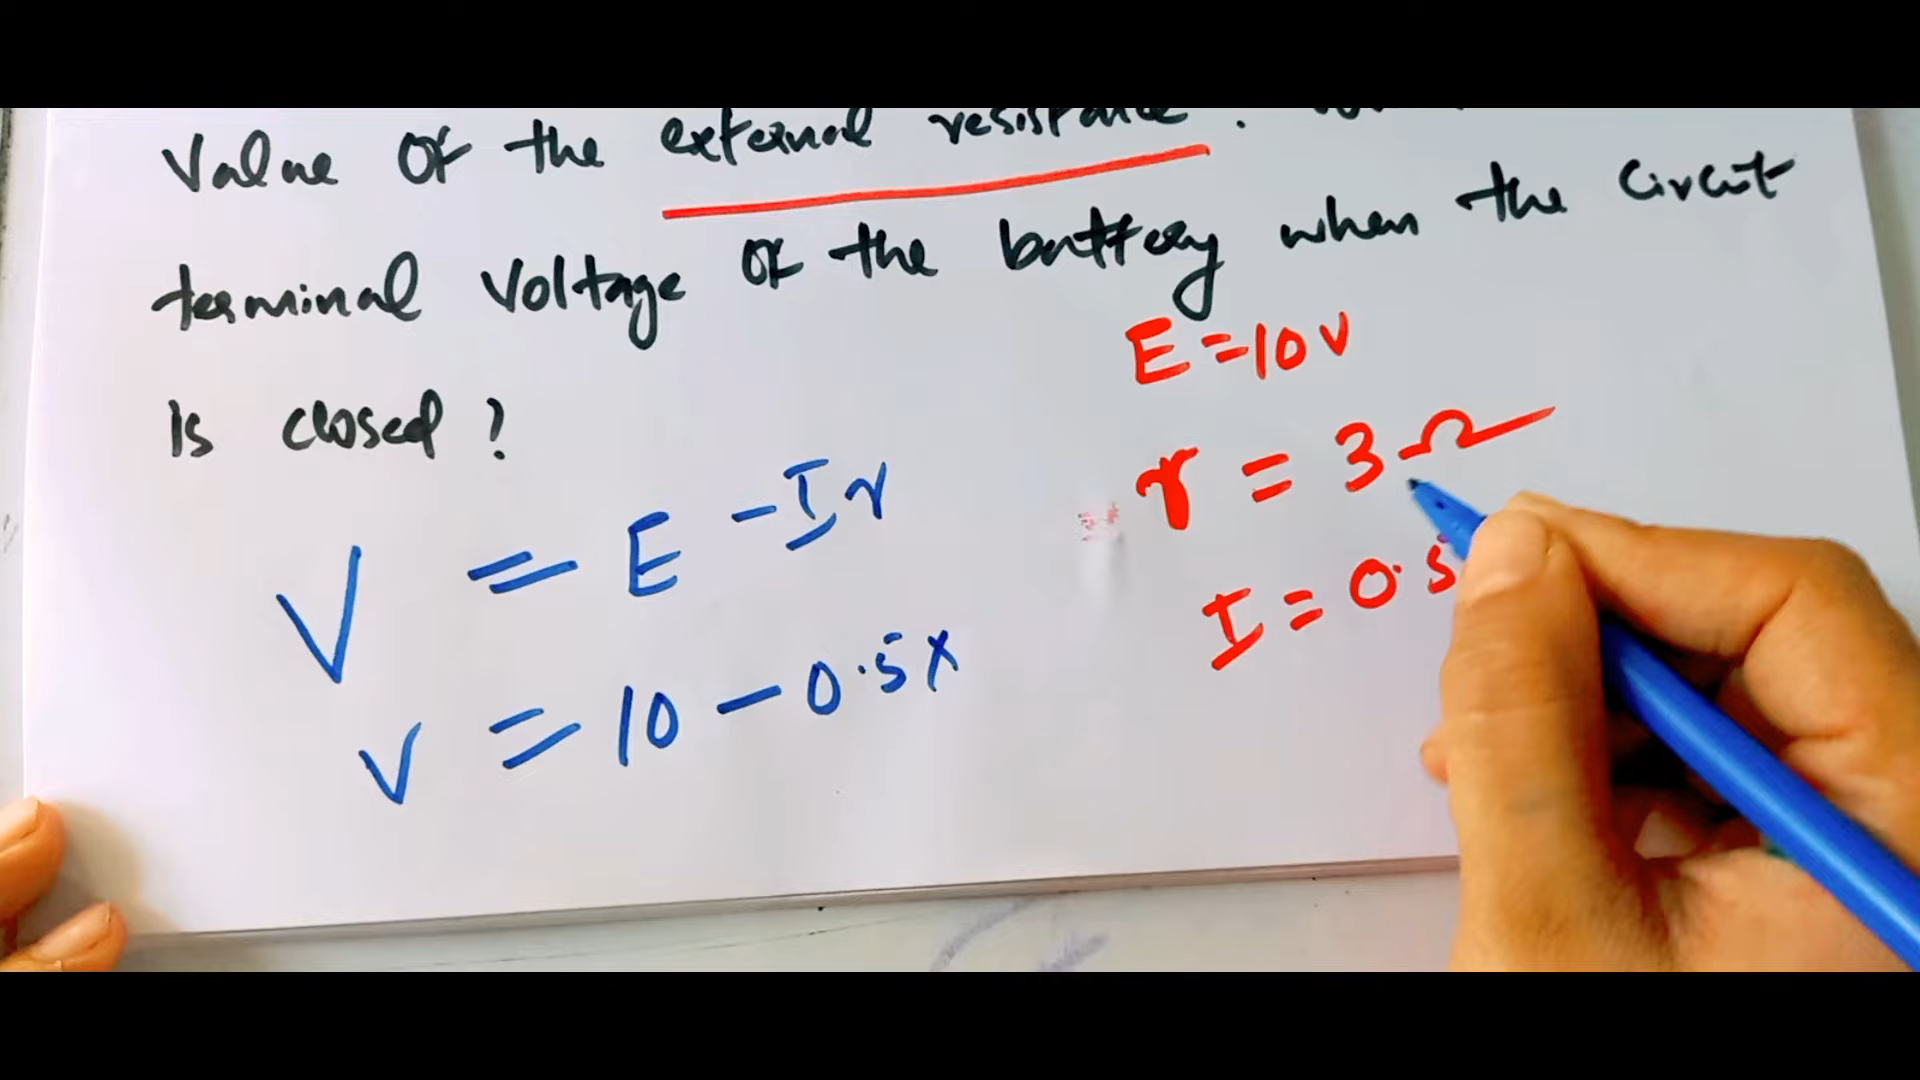 Value of the external resistance.
terminal voltage of the battery when the circuit
is closed?
E = 10 V
r = 3 Ω
I = 0.5
V = E - Ir
V = 10 - 0.5 x